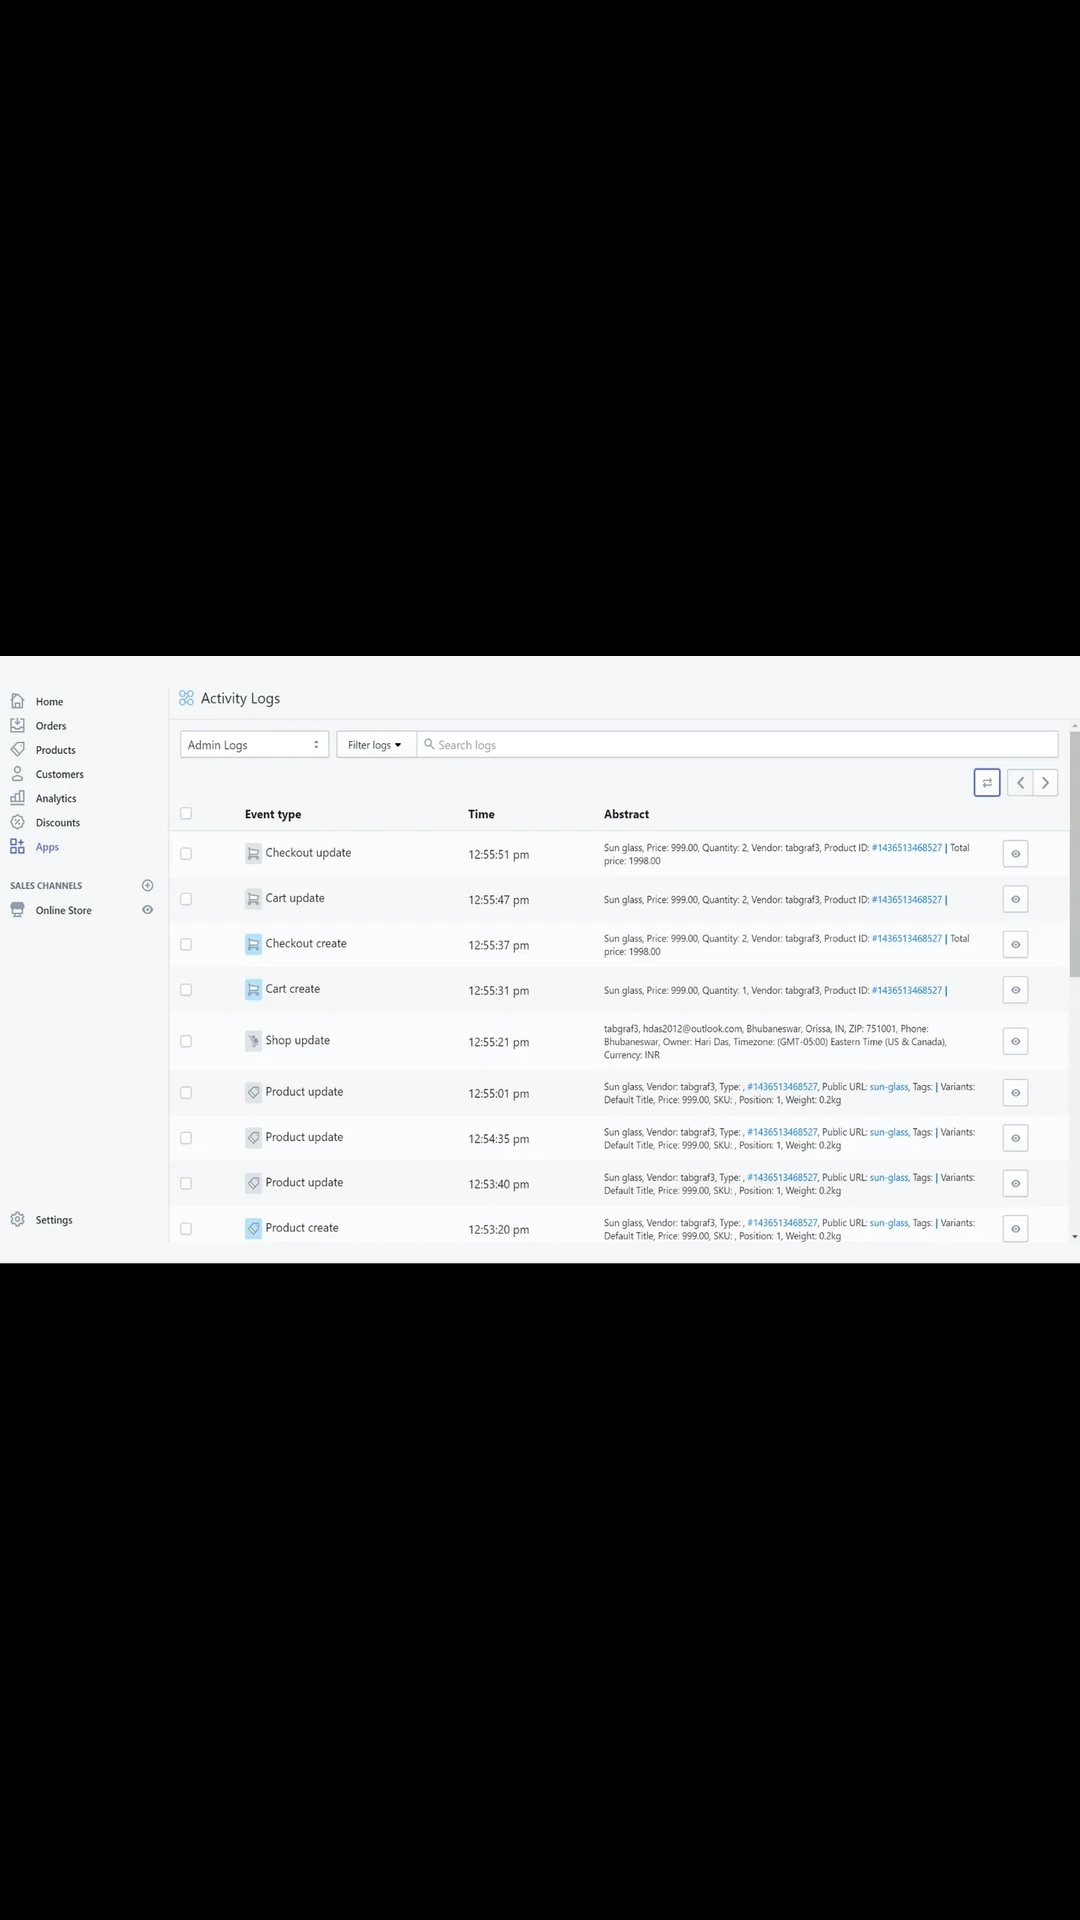 Home
Orders
Products
Customers
Analytics
Discounts
Apps
SALES CHANNELS
Online Store
Settings
Activity Logs
Admin Logs
Filter logs
Search logs
Event type Time Abstract
Checkout update 12:55:51 pm Sun glass, Price: 999.00, Quantity: 2, Vendor: tabgraf3, Product ID: #1436513468527 | Total
price: 1998.00
Cart update 12:55:47 pm Sun glass, Price: 999.00, Quantity: 2, Vendor: tabgraf3, Product ID: #1436513468527 |
Checkout create 12:55:37 pm Sun glass, Price: 999.00, Quantity: 2, Vendor: tabgraf3, Product ID: #1436513468527 | Total
price: 1998.00
Cart create 12:55:31 pm Sun glass, Price: 999.00, Quantity: 1, Vendor: tabgraf3, Product ID: #1436513468527 |
Shop update 12:55:21 pm tabgraf3, hdas2012@outlook.com, Bhubaneswar, Orissa, IN, ZIP: 751001, Phone:
Bhubaneswar, Owner: Hari Das, Timezone: (GMT-05:00) Eastern Time (US & Canada),
Currency: INR
Product update 12:55:01 pm Sun glass, Vendor: tabgraf3, Type: , #1436513468527, Public URL: sun-glass, Tags: | Variants:
Default Title, Price: 999.00, SKU: , Position: 1, Weight: 0.2kg
Product update 12:54:35 pm Sun glass, Vendor: tabgraf3, Type: , #1436513468527, Public URL: sun-glass, Tags: | Variants:
Default Title, Price: 999.00, SKU: , Position: 1, Weight: 0.2kg
Product update 12:53:40 pm Sun glass, Vendor: tabgraf3, Type: , #1436513468527, Public URL: sun-glass, Tags: | Variants:
Default Title, Price: 999.00, SKU: , Position: 1, Weight: 0.2kg
Product create 12:53:20 pm Sun glass, Vendor: tabgraf3, Type: , #1436513468527, Public URL: sun-glass, Tags: | Variants:
Default Title, Price: 999.00, SKU: , Position: 1, Weight: 0.2kg